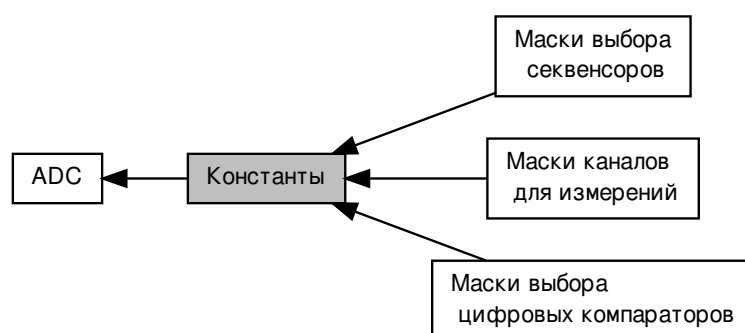 Маски выбора
секвенсоров
ADC
Константы
Маски каналов
для измерений
Маски выбора
цифровых компараторов